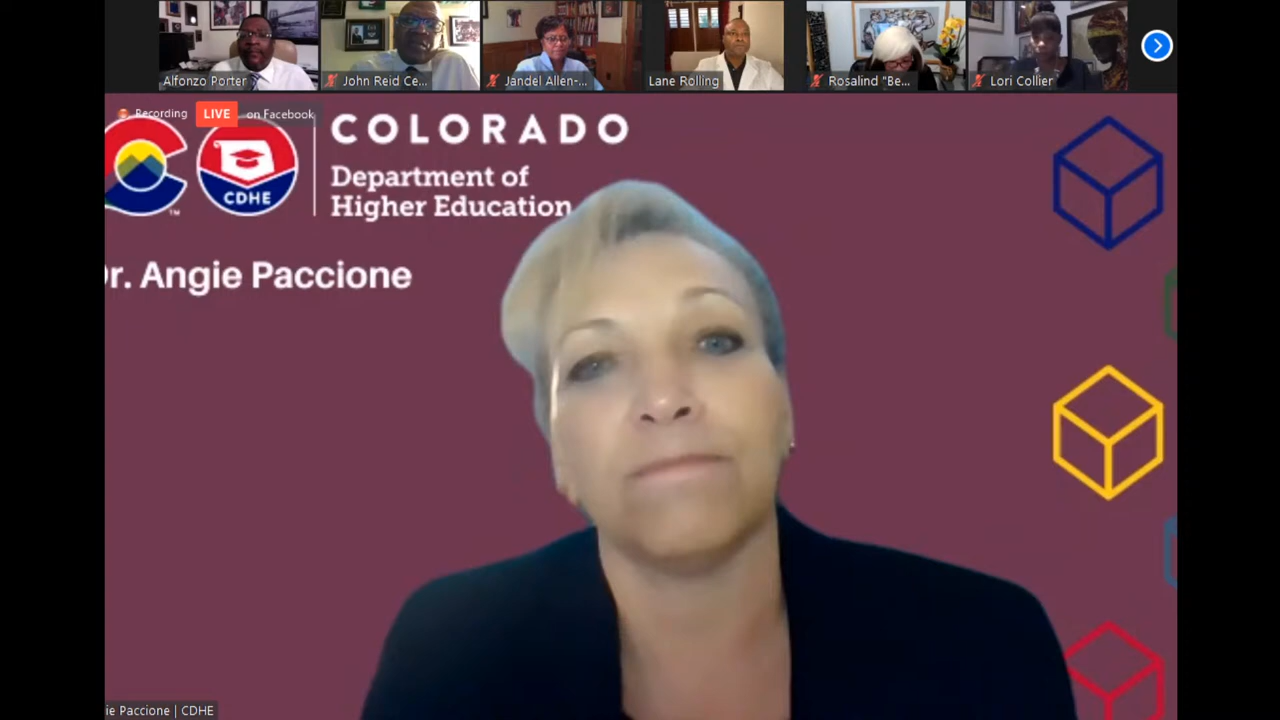 Alfonzo Porter
John Reid Ce...
Jandel Allen-...
Lane Rolling
Rosalind "Be...
Lori Collier
Recording
LIVE
on Facebook
CDHE
TM
COLORADO
Department of
Higher Education
r. Angie Paccione
ie Paccione | CDHE